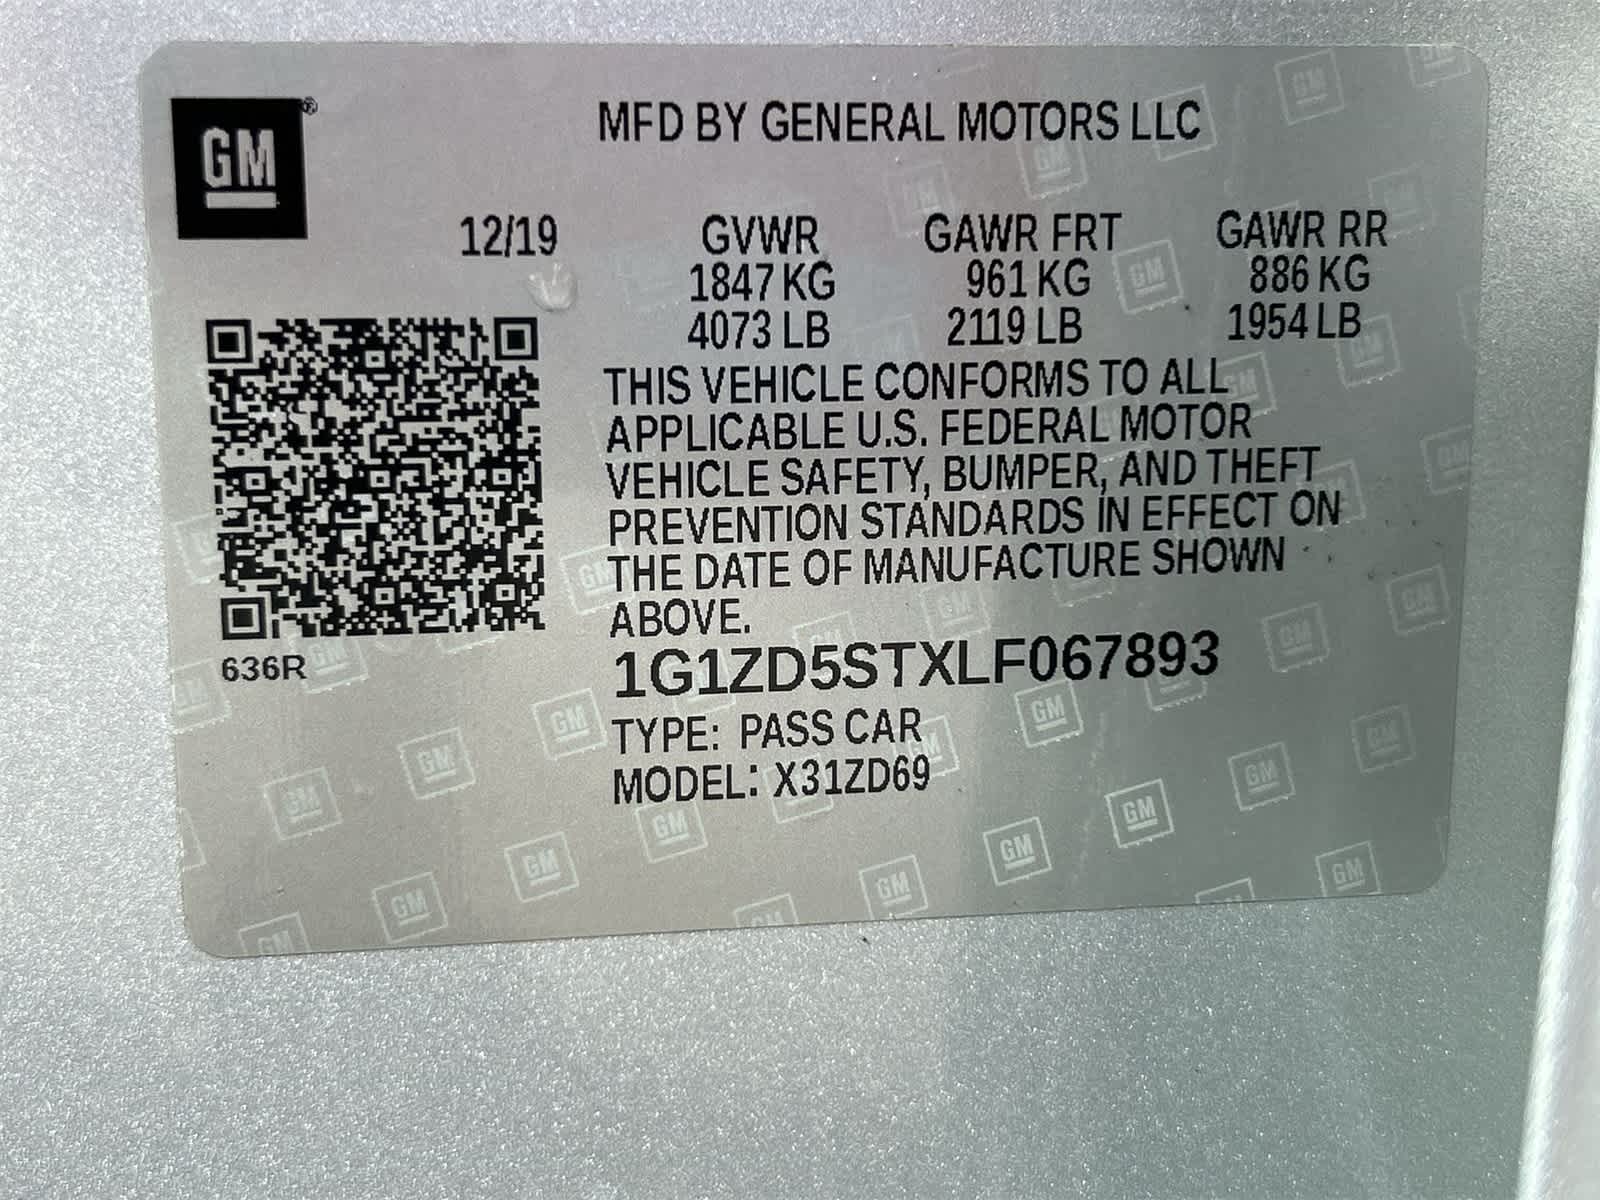 GM
MFD BY GENERAL MOTORS LLC
12/19
GVWR GAWR FRT GAWR RR
1847 KG 961 KG 886 KG
4073 LB 2119 LB 1954 LB
THIS VEHICLE CONFORMS TO ALL
APPLICABLE U.S. FEDERAL MOTOR
VEHICLE SAFETY, BUMPER, AND THEFT
PREVENTION STANDARDS IN EFFECT ON
THE DATE OF MANUFACTURE SHOWN
ABOVE.
636R
1G1ZD5STXLF067893
TYPE: PASS CAR
MODEL: X31ZD69